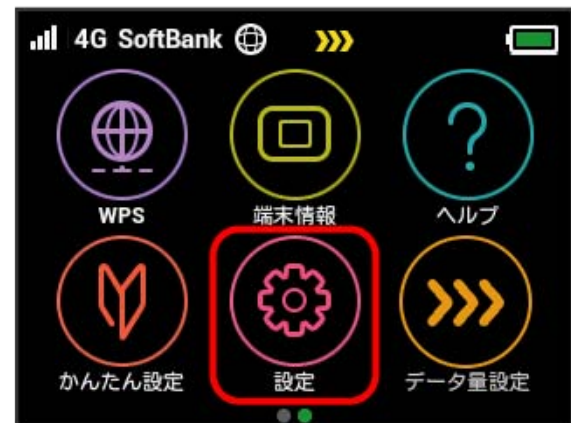 4G SoftBank
WPS
端末情報
ヘルプ
かんたん設定
設定
データ量設定